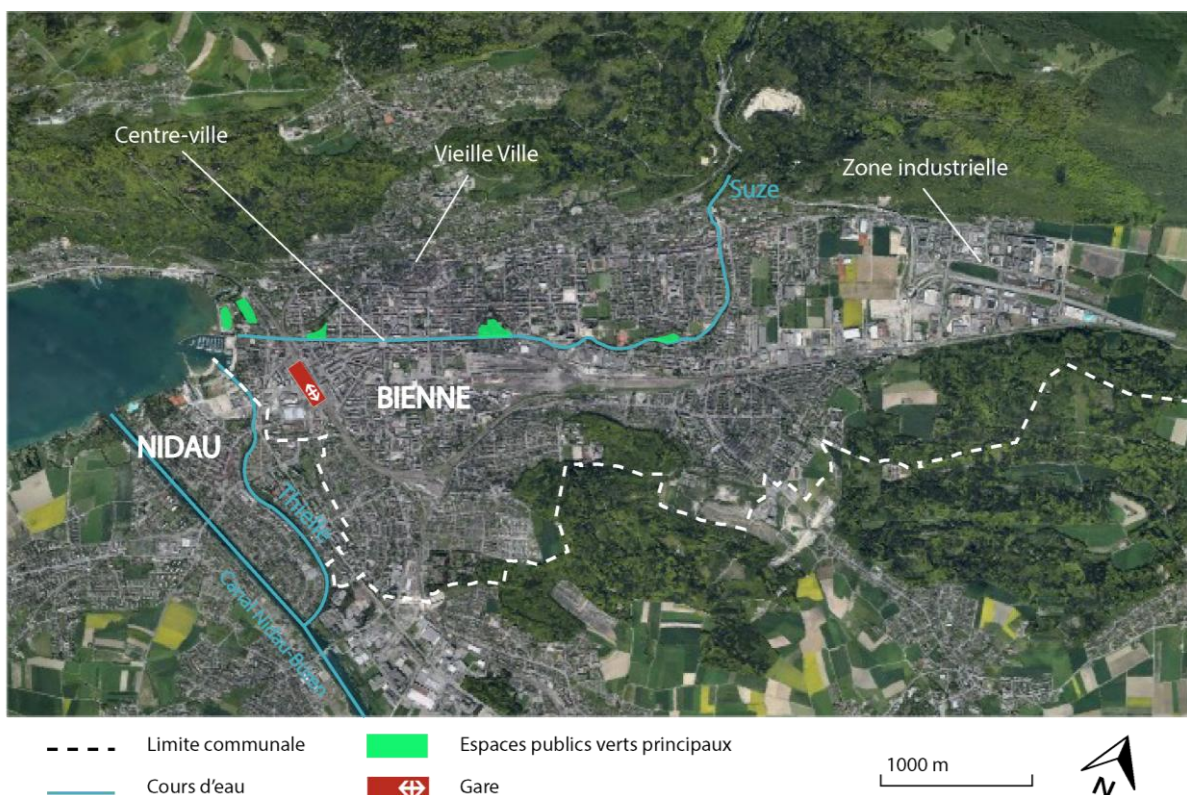 Centre-ville
Vieille Ville
Zone industrielle
Suze
BIENNE
NIDAU
Thielle
Canal Nidau-Büren
Limite communale
Espaces publics verts principaux
1000 m
Cours d'eau
Gare
N